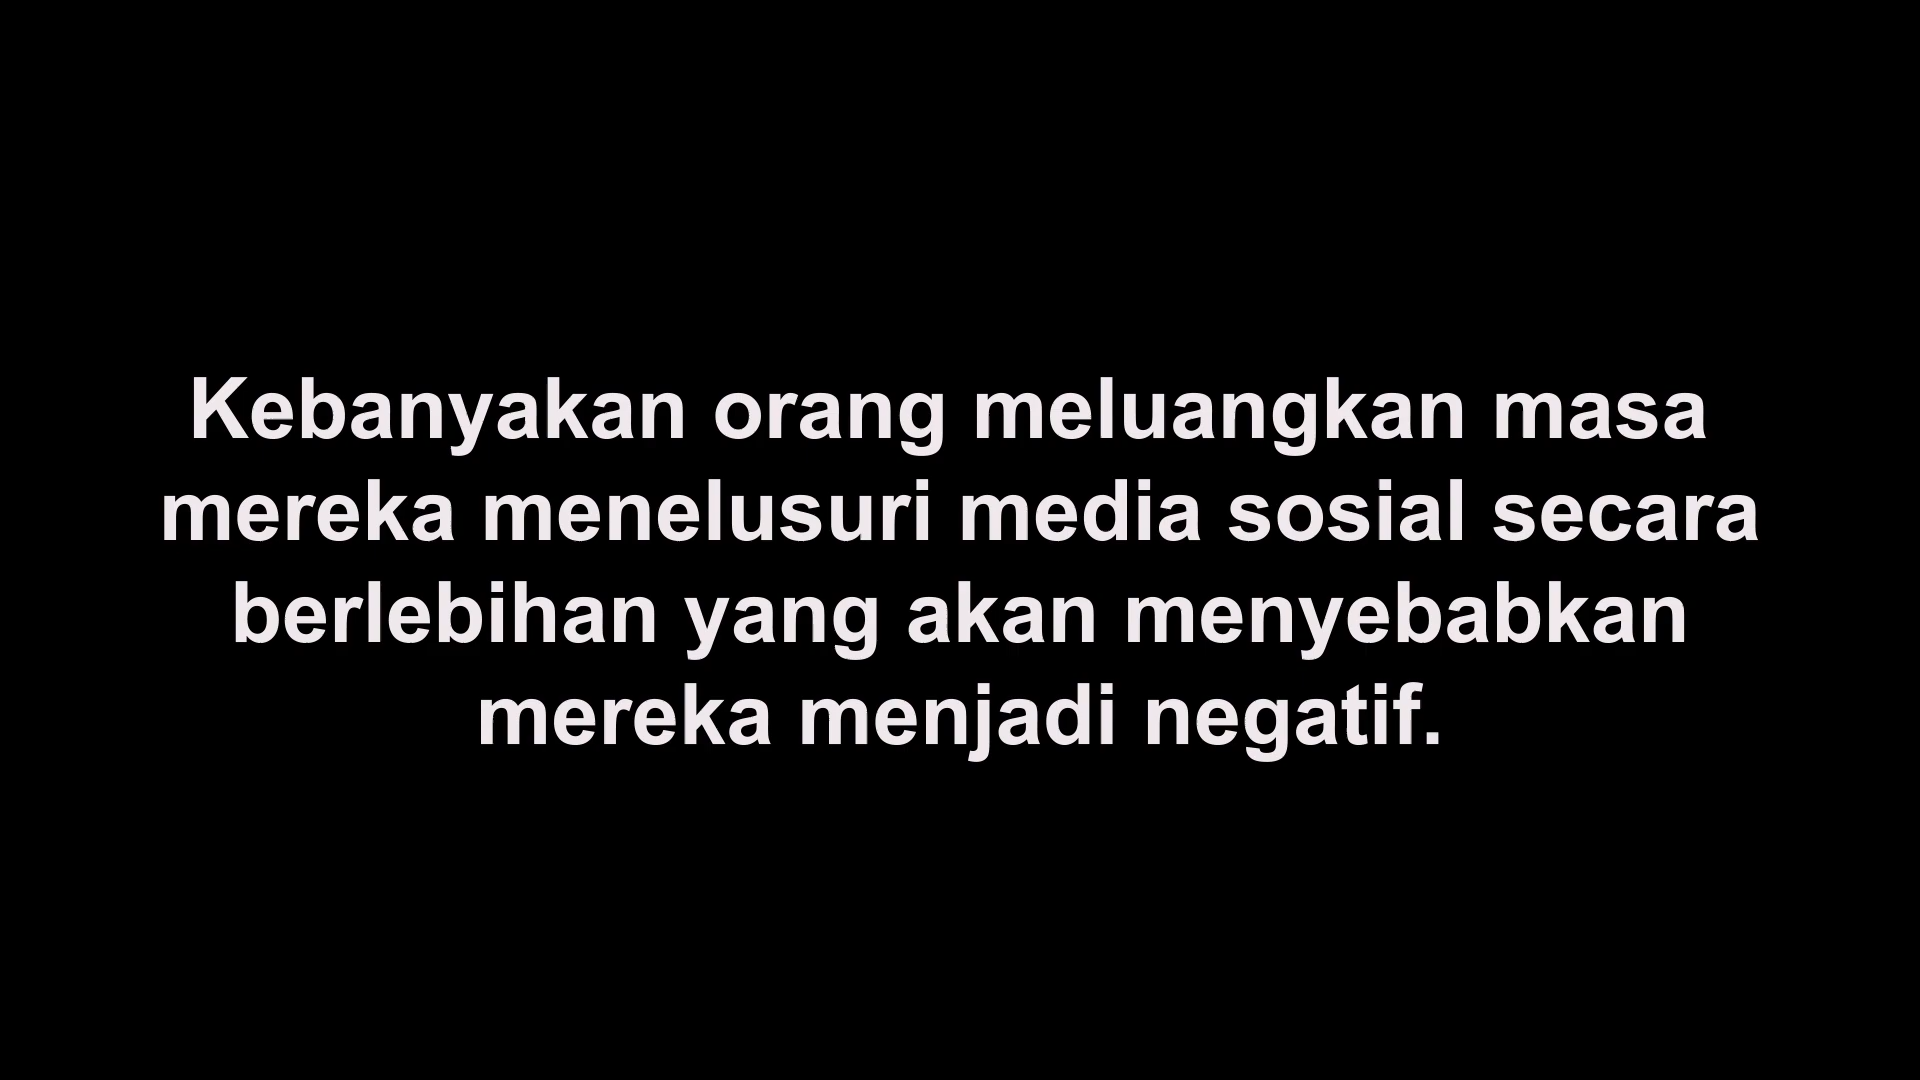 Kebanyakan orang meluangkan masa
mereka menelusuri media sosial secara
berlebihan yang akan menyebabkan
mereka menjadi negatif.